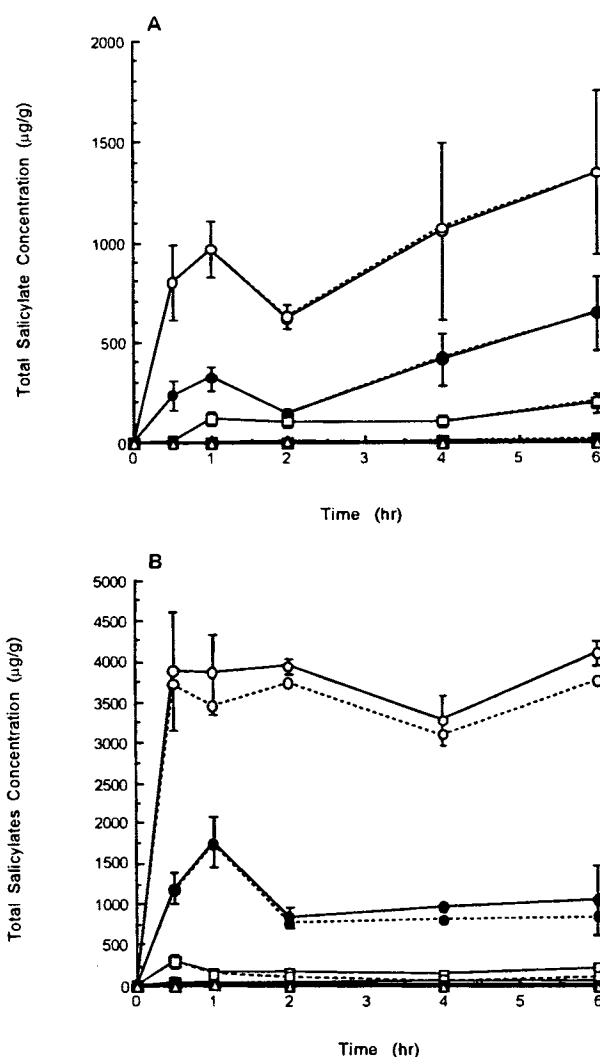 A
2000
1500
1000
500
0
0 1 2 3 4 5 6
Total Salicylate Concentration (µg/g)
Time (hr)
B
5000
4500
4000
3500
3000
2500
2000
1500
1000
500
0
0 1 2 3 4 5 6
Total Salicylates Concentration (µg/g)
Time (hr)